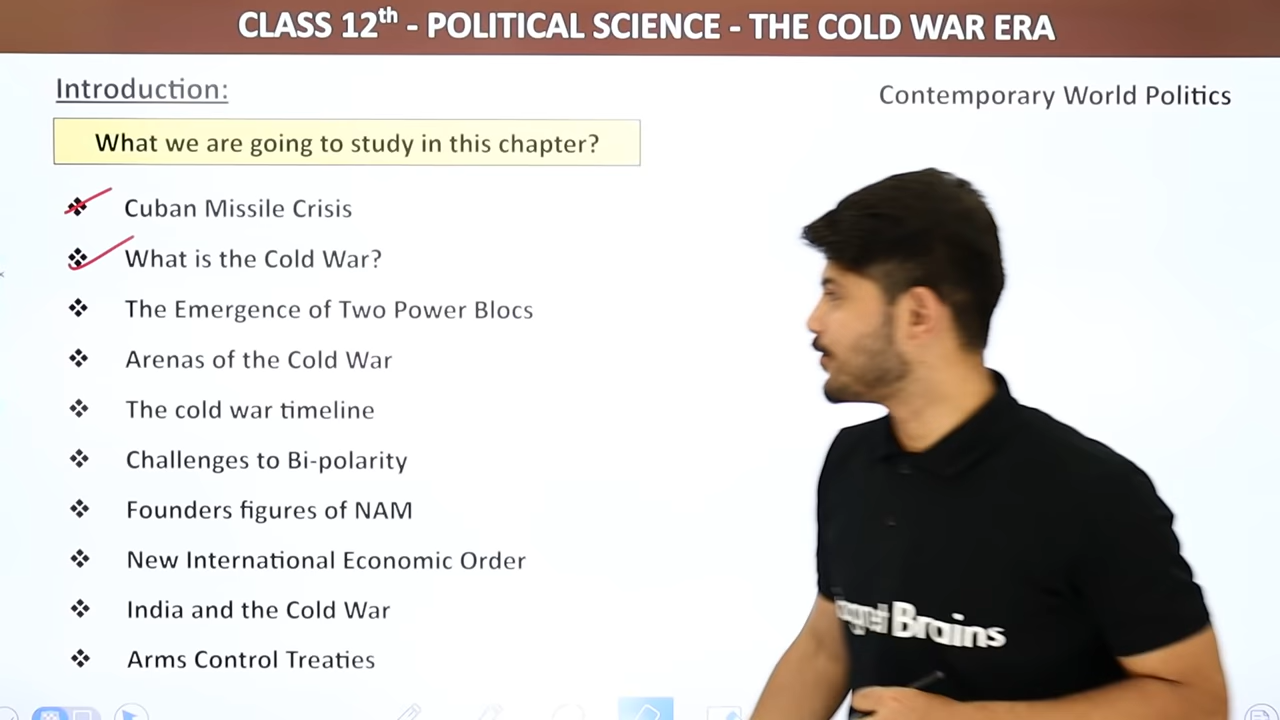 CLASS 12th - POLITICAL SCIENCE - THE COLD WAR ERA
Introduction:
Contemporary World Politics
What we are going to study in this chapter?
Cuban Missile Crisis
What is the Cold War?
The Emergence of Two Power Blocs
Arenas of the Cold War
The cold war timeline
Challenges to Bi-polarity
Founders figures of NAM
New International Economic Order
India and the Cold War
Arms Control Treaties
Brains